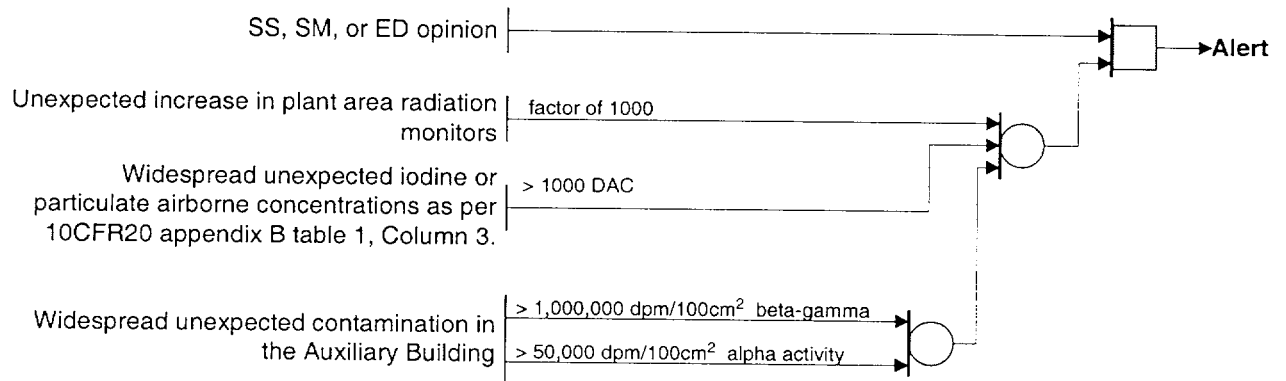 SS, SM, or ED opinion
Alert
Unexpected increase in plant area radiation
monitors
factor of 1000
Widespread unexpected iodine or
particulate airborne concentrations as per
10CFR20 appendix B table 1, Column 3.
> 1000 DAC
Widespread unexpected contamination in
the Auxiliary Building
> 1,000,000 dpm/100cm² beta-gamma
> 50,000 dpm/100cm² alpha activity